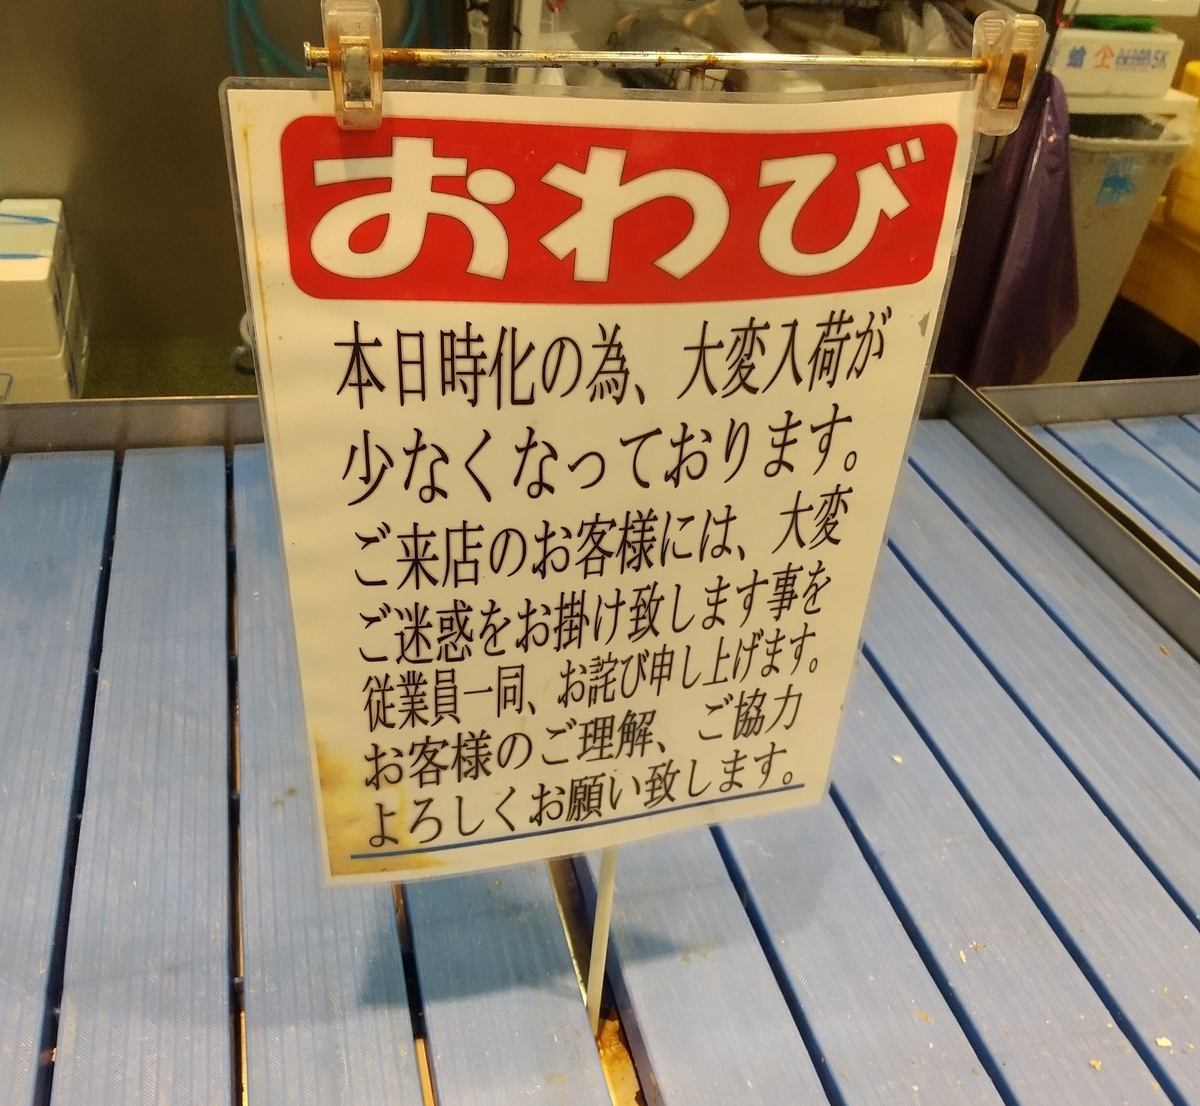 おわび
本日時化の為、大変入荷が
少なくなっております。
ご来店のお客様には、大変
ご迷惑をお掛け致します事を
従業員一同、お詫び申し上げます。
お客様のご理解、ご協力
よろしくお願い致します。
5K